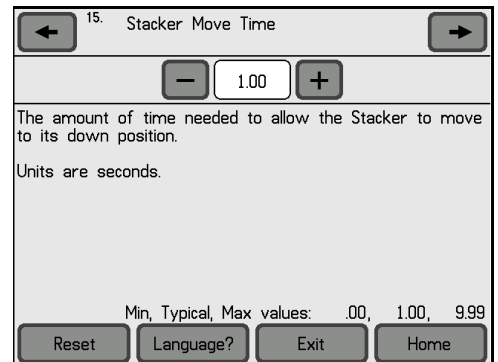 15. Stacker Move Time
1.00
The amount of time needed to allow the Stacker to move
to its down position.
Units are seconds.
Min, Typical, Max values: .00, 1.00, 9.99
Reset Language? Exit Home